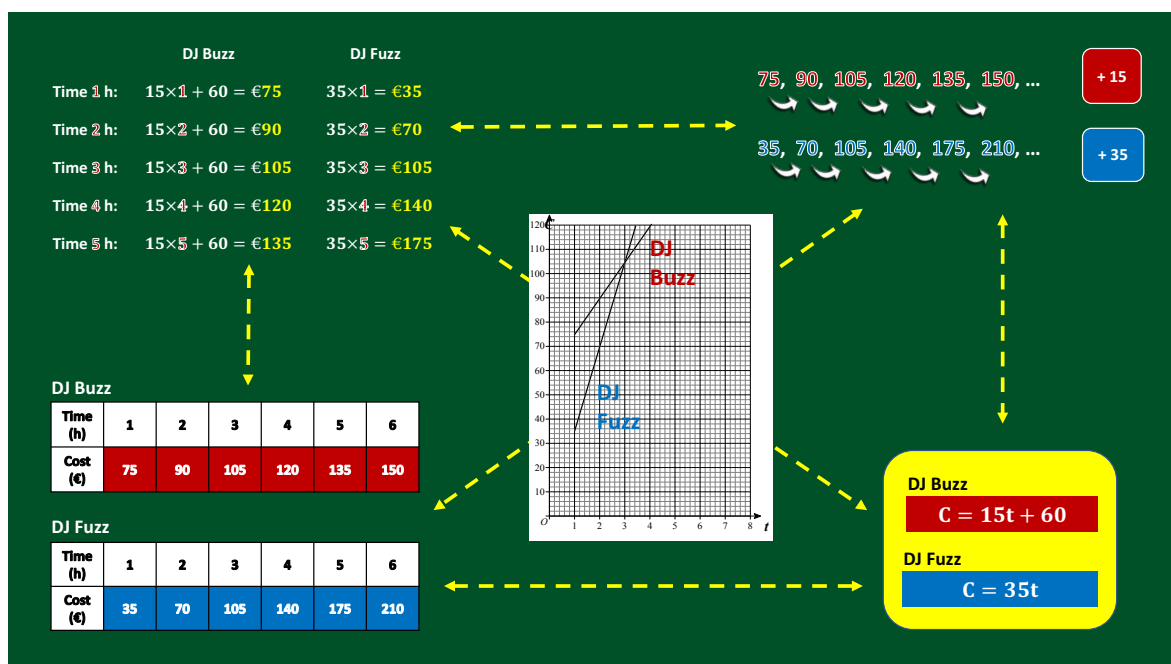 DJ Buzz DJ Fuzz
Time 1 h: 15×1 + 60 = €75 35×1 = €35
Time 2 h: 15×2 + 60 = €90 35×2 = €70
Time 3 h: 15×3 + 60 = €105 35×3 = €105
Time 4 h: 15×4 + 60 = €120 35×4 = €140
Time 5 h: 15×5 + 60 = €135 35×5 = €175
75, 90, 105, 120, 135, 150, ...
+ 15
35, 70, 105, 140, 175, 210, ...
+ 35
C
120
110
100
90
80
70
60
50
40
30
20
10
O 1 2 3 4 5 6 7 8 t
DJ
Buzz
DJ
Fuzz
DJ Buzz
Time (h) 1 2 3 4 5 6
Cost (€) 75 90 105 120 135 150
DJ Fuzz
Time (h) 1 2 3 4 5 6
Cost (€) 35 70 105 140 175 210
DJ Buzz
C = 15t + 60
DJ Fuzz
C = 35t